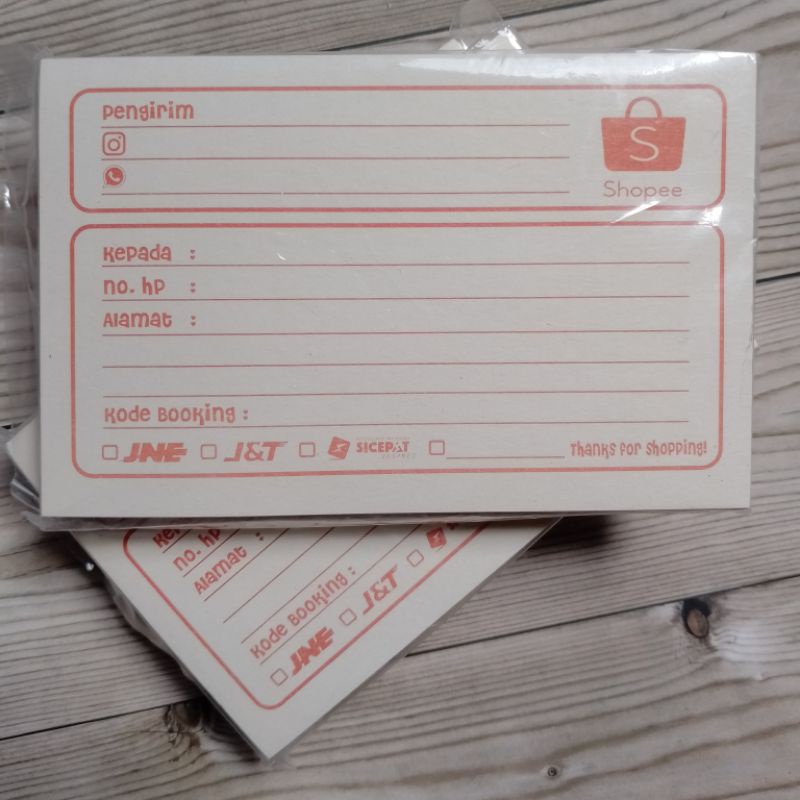 Pengirim
S
Shopee
Kepada :
no. hp :
Alamat :
Kode Booking :
JNE J&T SICEPAT Thanks for shopping!
no. hp :
Alamat :
Kode Booking :
JNE J&T